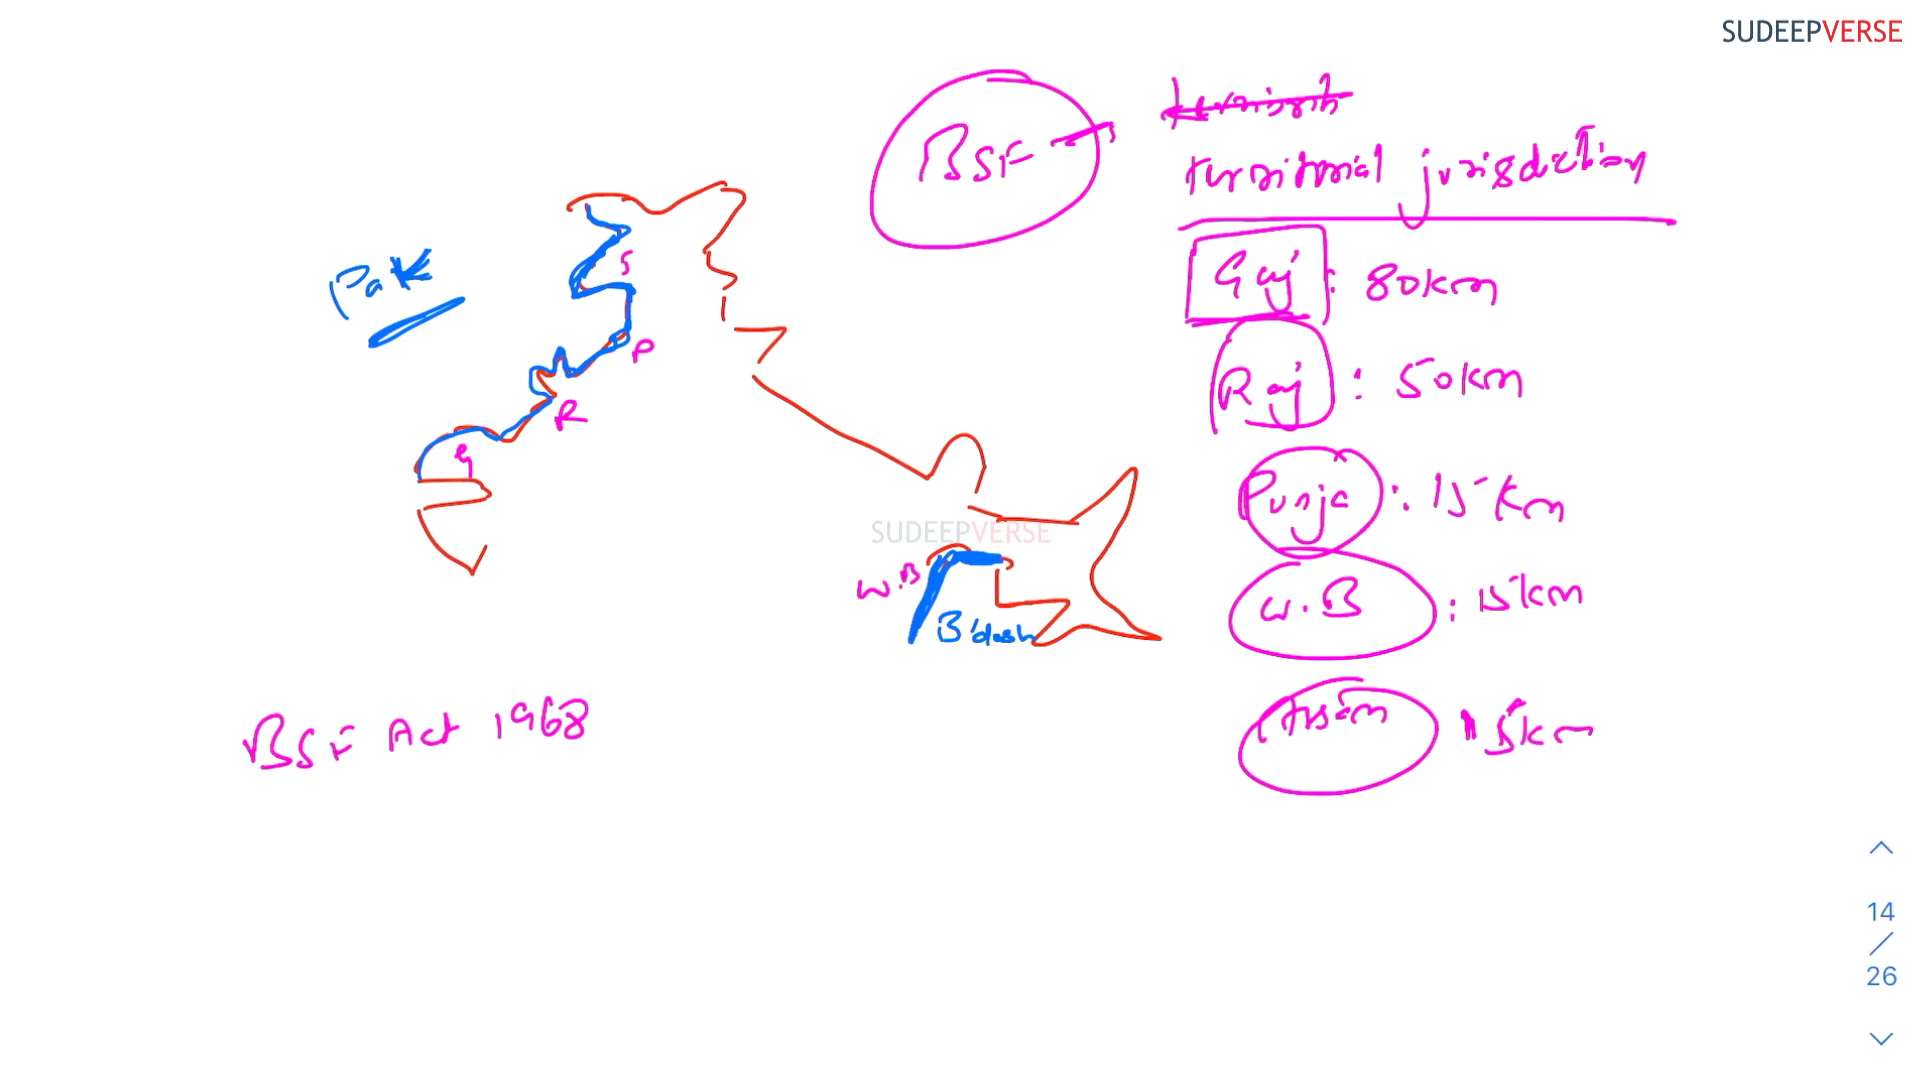 SUDEEPVERSE
BSF →
territorial jurisdiction
Guj : 80km
Raj : 50km
Punja : 15km
W.B : 15km
Assam 15km
Pak
S
P
R
G
SUDEEPVERSE
W.B
B'desh
BSF Act 1968
14
/
26